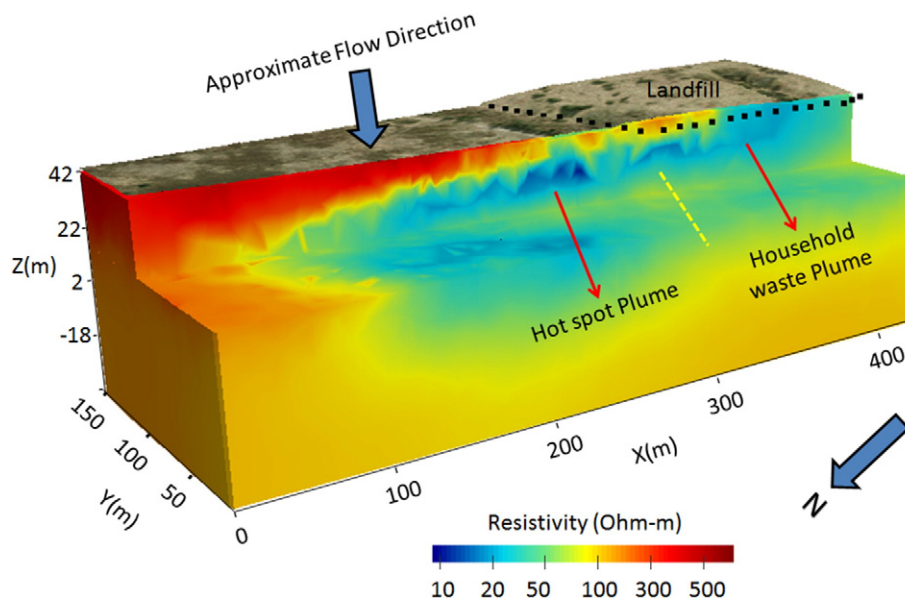 Approximate Flow Direction
Landfill
42
22
Z(m)
2
-18
Household
waste Plume
Hot spot Plume
150
100
50
Y(m)
0
100
200
300
400
X(m)
N
Resistivity (Ohm-m)
10 20 50 100 300 500